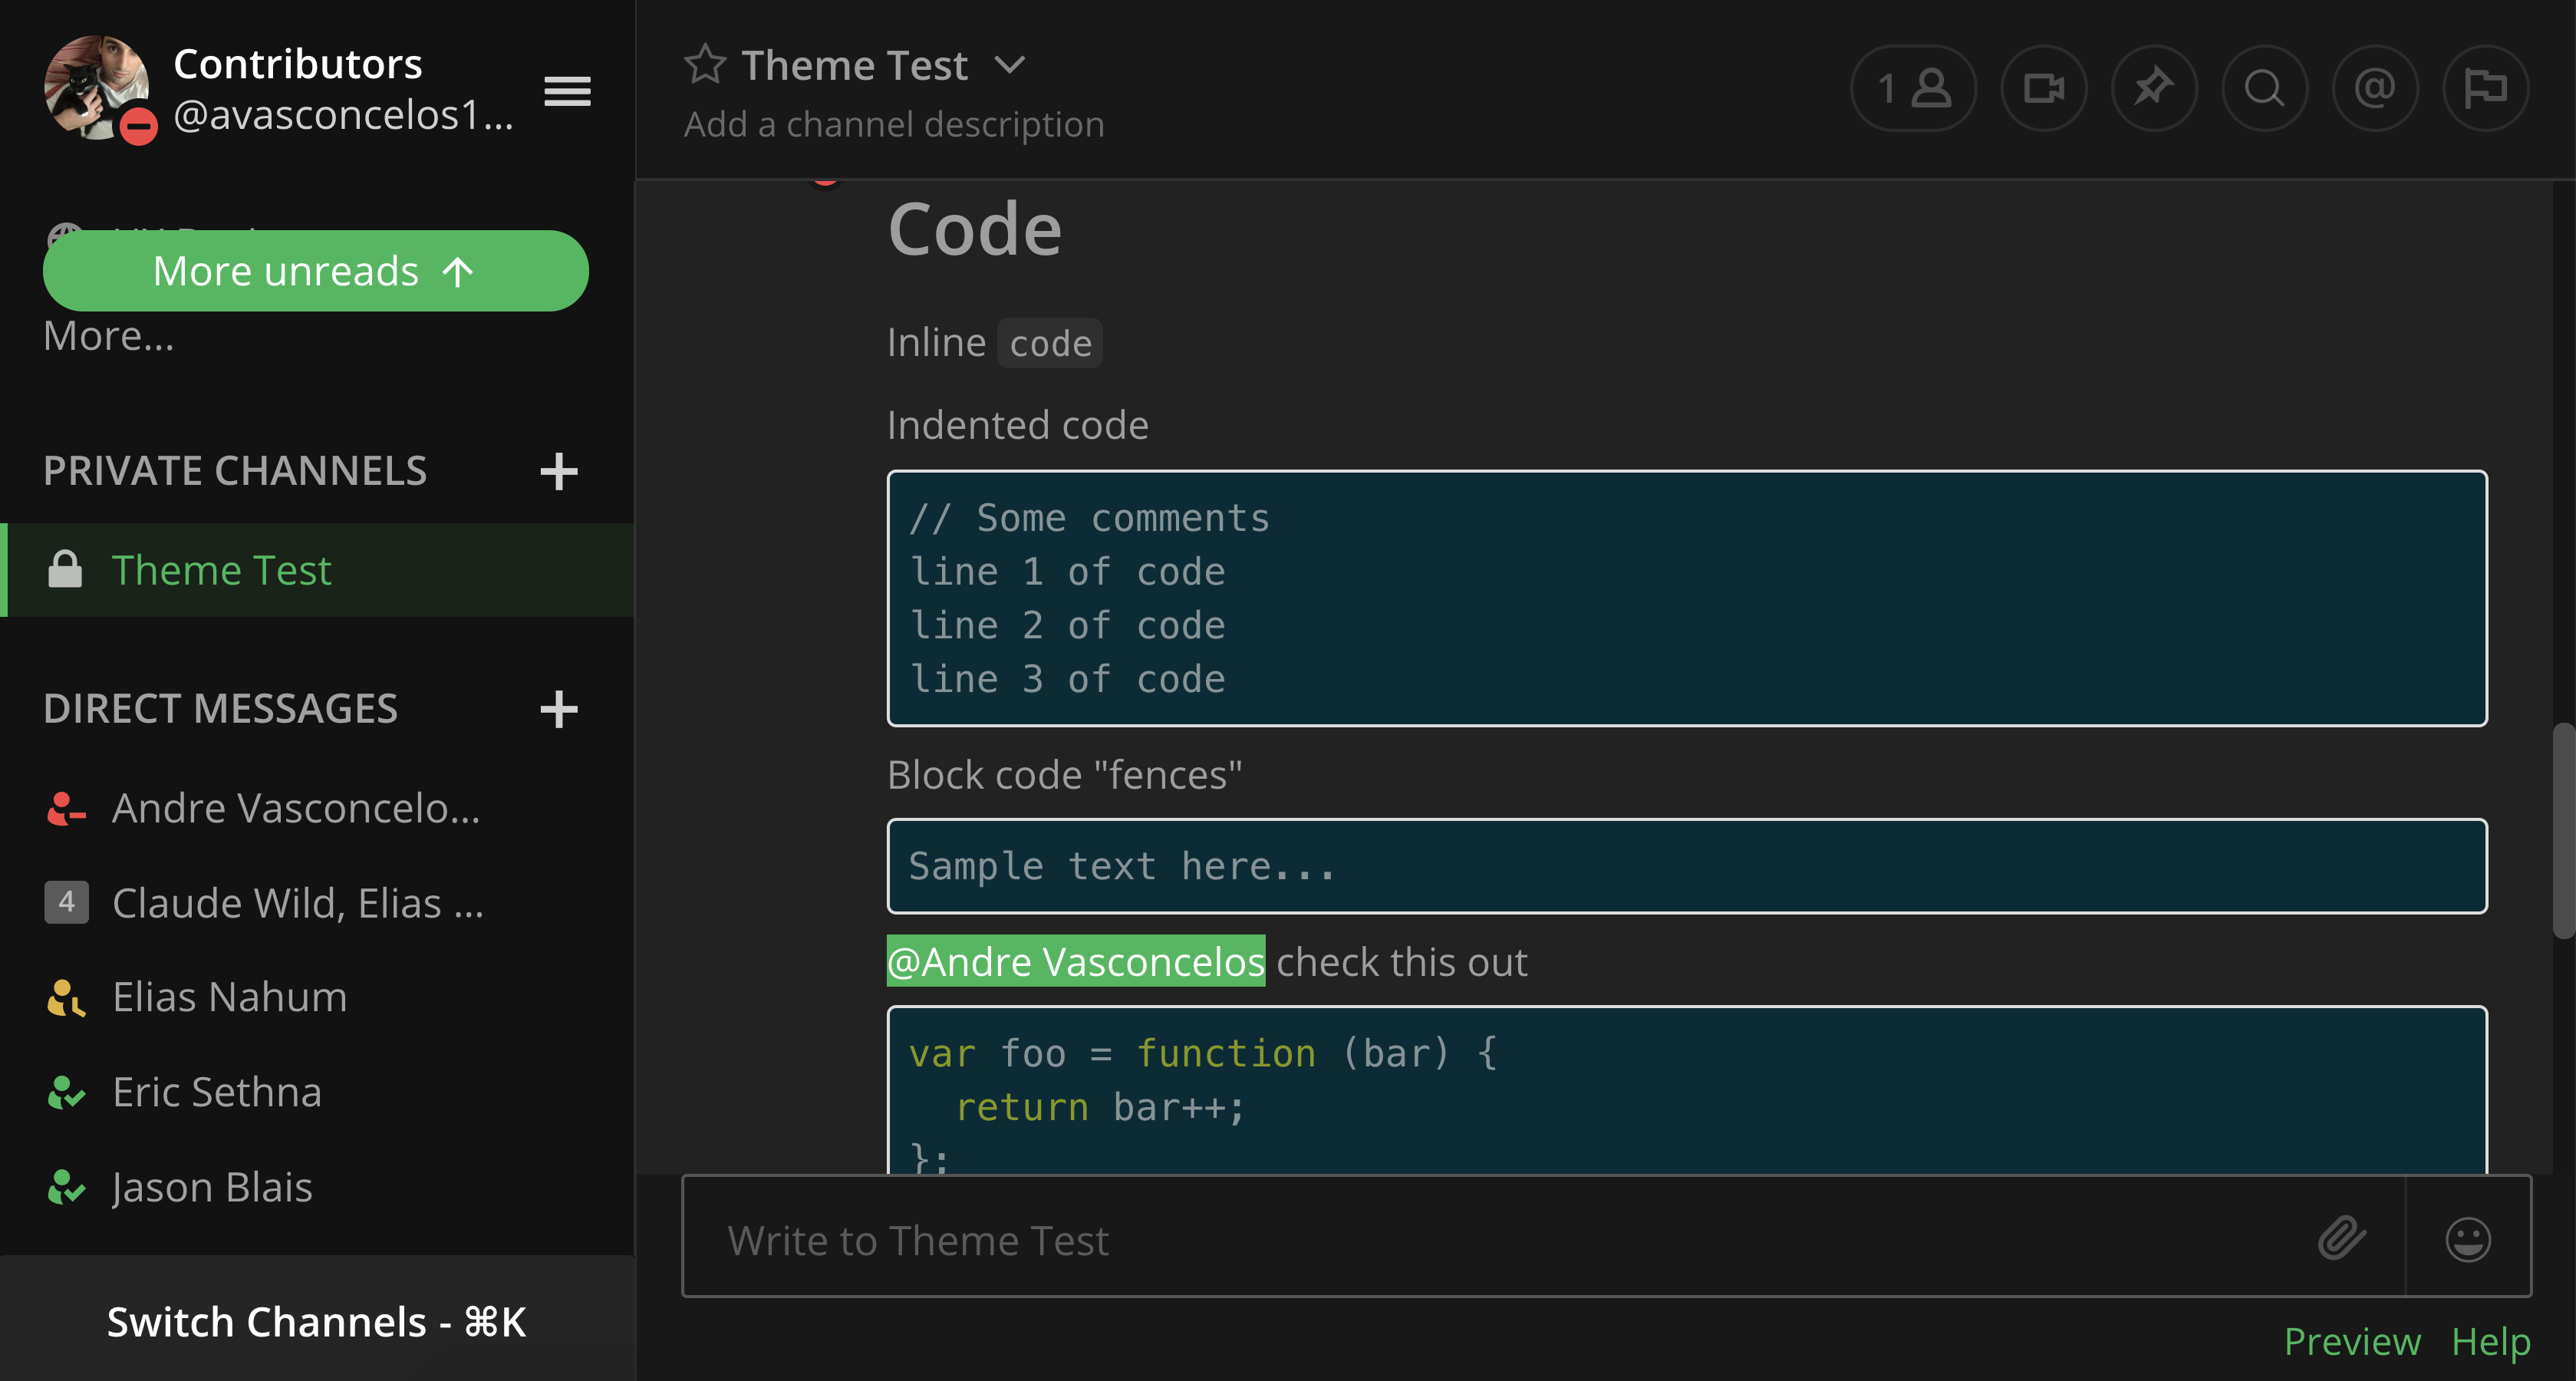 Contributors
@avasconcelos1...
More unreads
More...
PRIVATE CHANNELS
Theme Test
DIRECT MESSAGES
Andre Vasconcelo...
4 Claude Wild, Elias ...
Elias Nahum
Eric Sethna
Jason Blais
Switch Channels - ⌘K
Theme Test
Add a channel description
1
@
Code
Inline code
Indented code
// Some comments
line 1 of code
line 2 of code
line 3 of code
Block code "fences"
Sample text here...
@Andre Vasconcelos check this out
var foo = function (bar) {
  return bar++;
};
Write to Theme Test
Preview Help